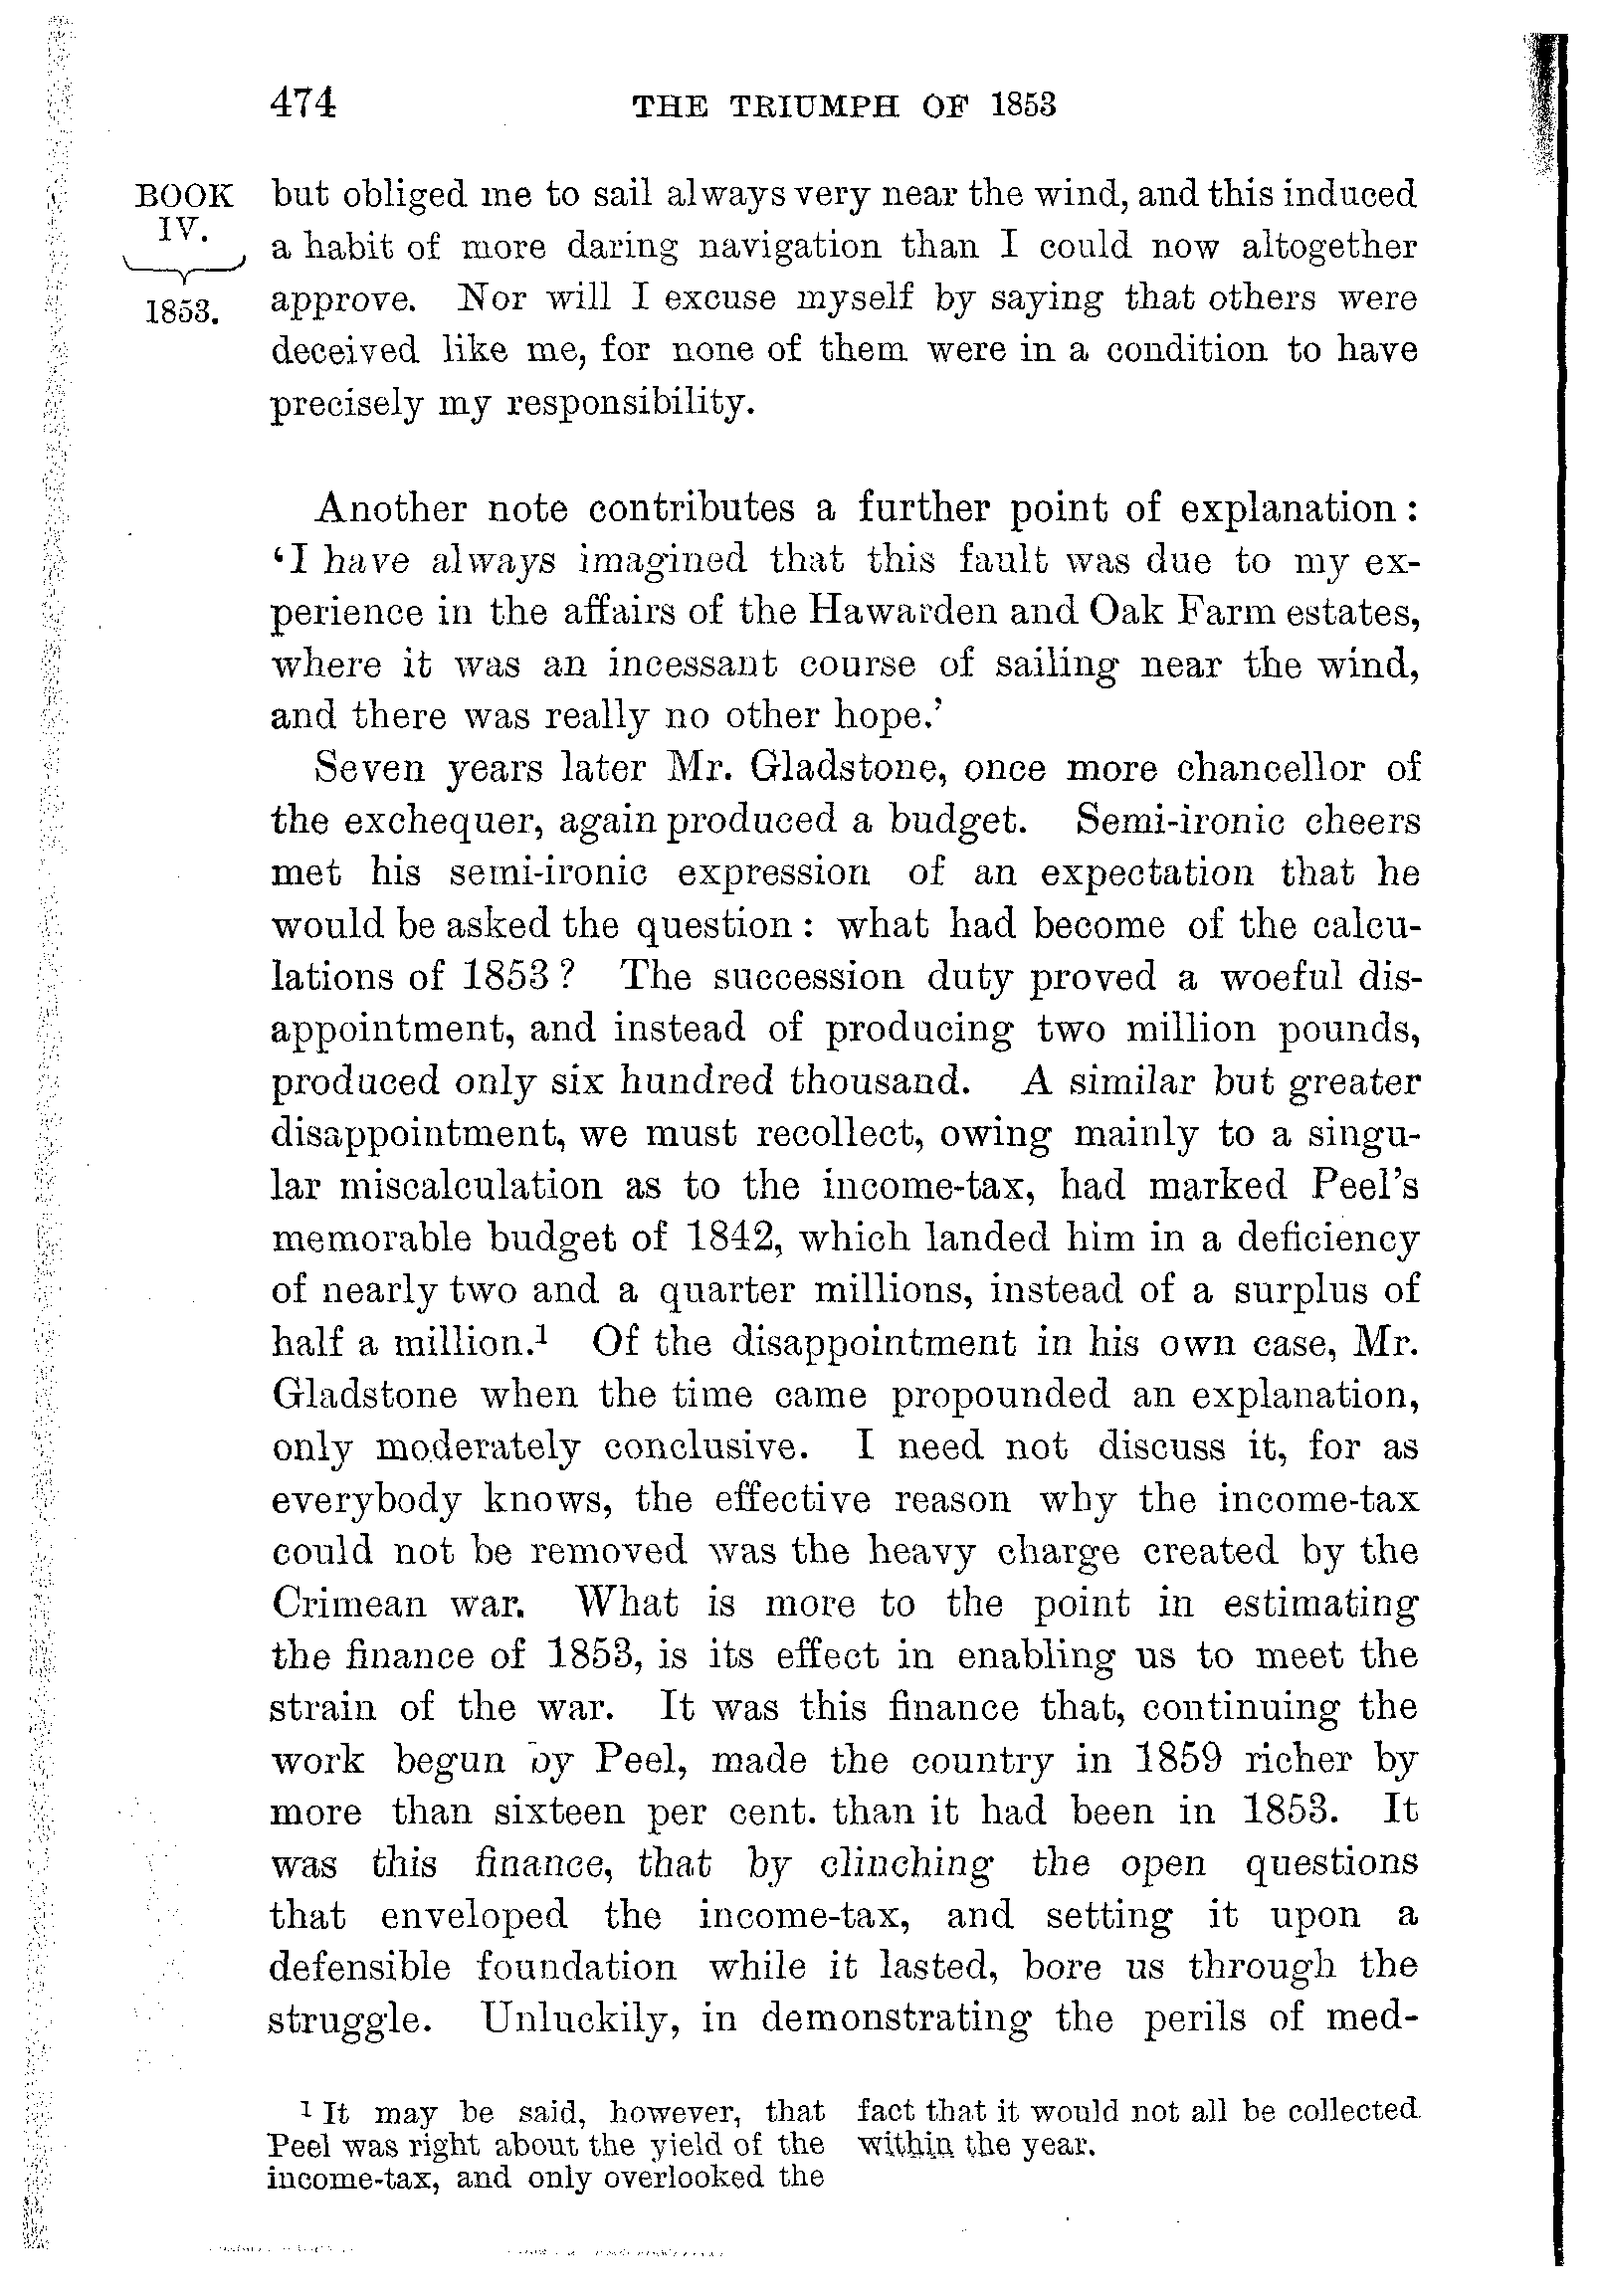 474 THE TRIUMPH OF 1853
BOOK
IV.
1853.
but obliged me to sail always very near the wind, and this induced
a habit of more daring navigation than I could now altogether
approve. Nor will I excuse myself by saying that others were
deceived like me, for none of them were in a condition to have
precisely my responsibility.
Another note contributes a further point of explanation :
‘I have always imagined that this fault was due to my ex-
perience in the affairs of the Hawarden and Oak Farm estates,
where it was an incessant course of sailing near the wind,
and there was really no other hope.’
Seven years later Mr. Gladstone, once more chancellor of
the exchequer, again produced a budget. Semi-ironic cheers
met his semi-ironic expression of an expectation that he
would be asked the question : what had become of the calcu-
lations of 1853 ? The succession duty proved a woeful dis-
appointment, and instead of producing two million pounds,
produced only six hundred thousand. A similar but greater
disappointment, we must recollect, owing mainly to a singu-
lar miscalculation as to the income-tax, had marked Peel’s
memorable budget of 1842, which landed him in a deficiency
of nearly two and a quarter millions, instead of a surplus of
half a million.¹ Of the disappointment in his own case, Mr.
Gladstone when the time came propounded an explanation,
only moderately conclusive. I need not discuss it, for as
everybody knows, the effective reason why the income-tax
could not be removed was the heavy charge created by the
Crimean war. What is more to the point in estimating
the finance of 1853, is its effect in enabling us to meet the
strain of the war. It was this finance that, continuing the
work begun by Peel, made the country in 1859 richer by
more than sixteen per cent. than it had been in 1853. It
was this finance, that by clinching the open questions
that enveloped the income-tax, and setting it upon a
defensible foundation while it lasted, bore us through the
struggle. Unluckily, in demonstrating the perils of med-
¹ It may be said, however, that
Peel was right about the yield of the
income-tax, and only overlooked the
fact that it would not all be collected
within the year.